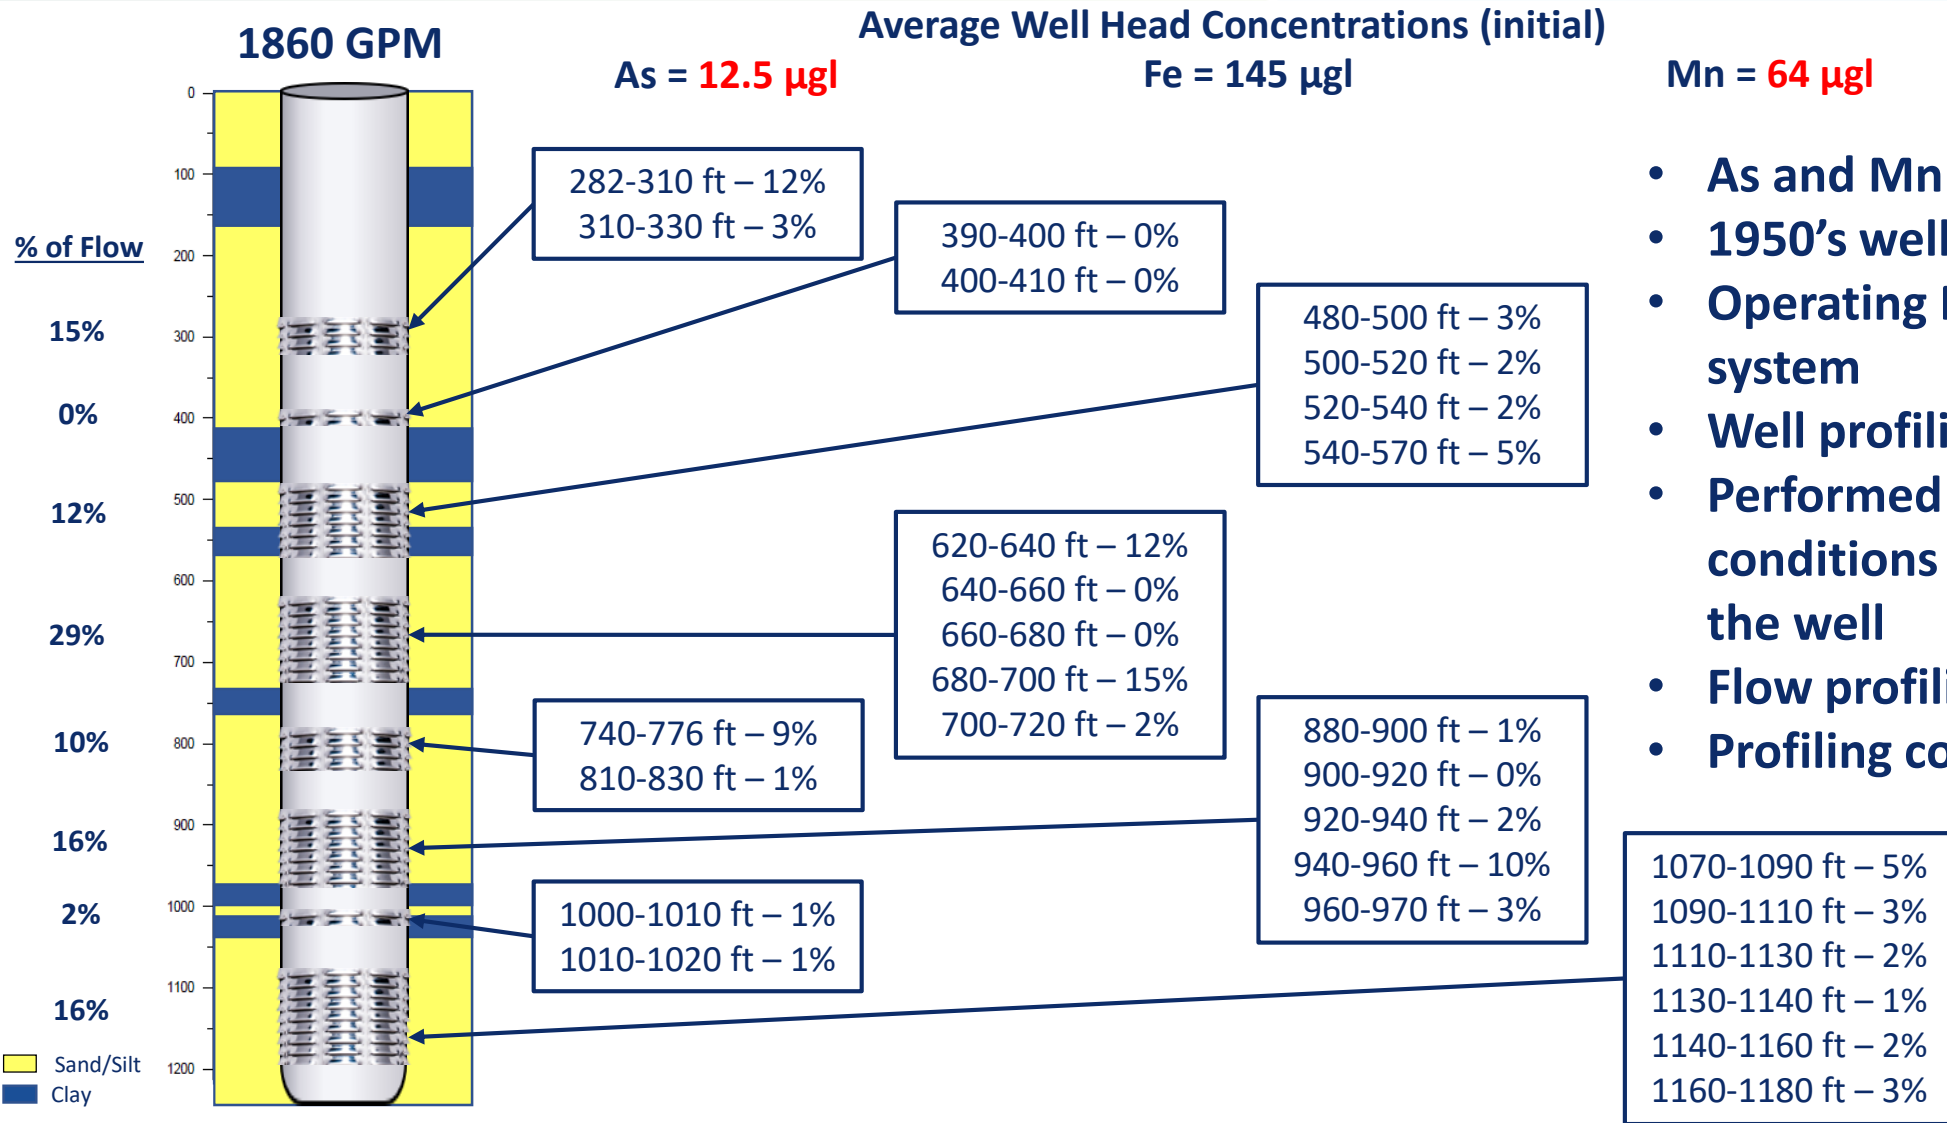 1860 GPM
Average Well Head Concentrations (initial)
As = 12.5 µgl
Fe = 145 µgl
Mn = 64 µgl
% of Flow
15%
0%
12%
29%
10%
16%
2%
16%
Sand/Silt
Clay
0
100
200
300
400
500
600
700
800
900
1000
1100
1200
282-310 ft – 12%
310-330 ft – 3%
390-400 ft – 0%
400-410 ft – 0%
480-500 ft – 3%
500-520 ft – 2%
520-540 ft – 2%
540-570 ft – 5%
620-640 ft – 12%
640-660 ft – 0%
660-680 ft – 0%
680-700 ft – 15%
700-720 ft – 2%
740-776 ft – 9%
810-830 ft – 1%
880-900 ft – 1%
900-920 ft – 0%
920-940 ft – 2%
940-960 ft – 10%
960-970 ft – 3%
1000-1010 ft – 1%
1010-1020 ft – 1%
1070-1090 ft – 5%
1090-1110 ft – 3%
1110-1130 ft – 2%
1130-1140 ft – 1%
1140-1160 ft – 2%
1160-1180 ft – 3%
• As and Mn
• 1950’s well
• Operating
system
• Well profili
• Performed
conditions
the well
• Flow profili
• Profiling co